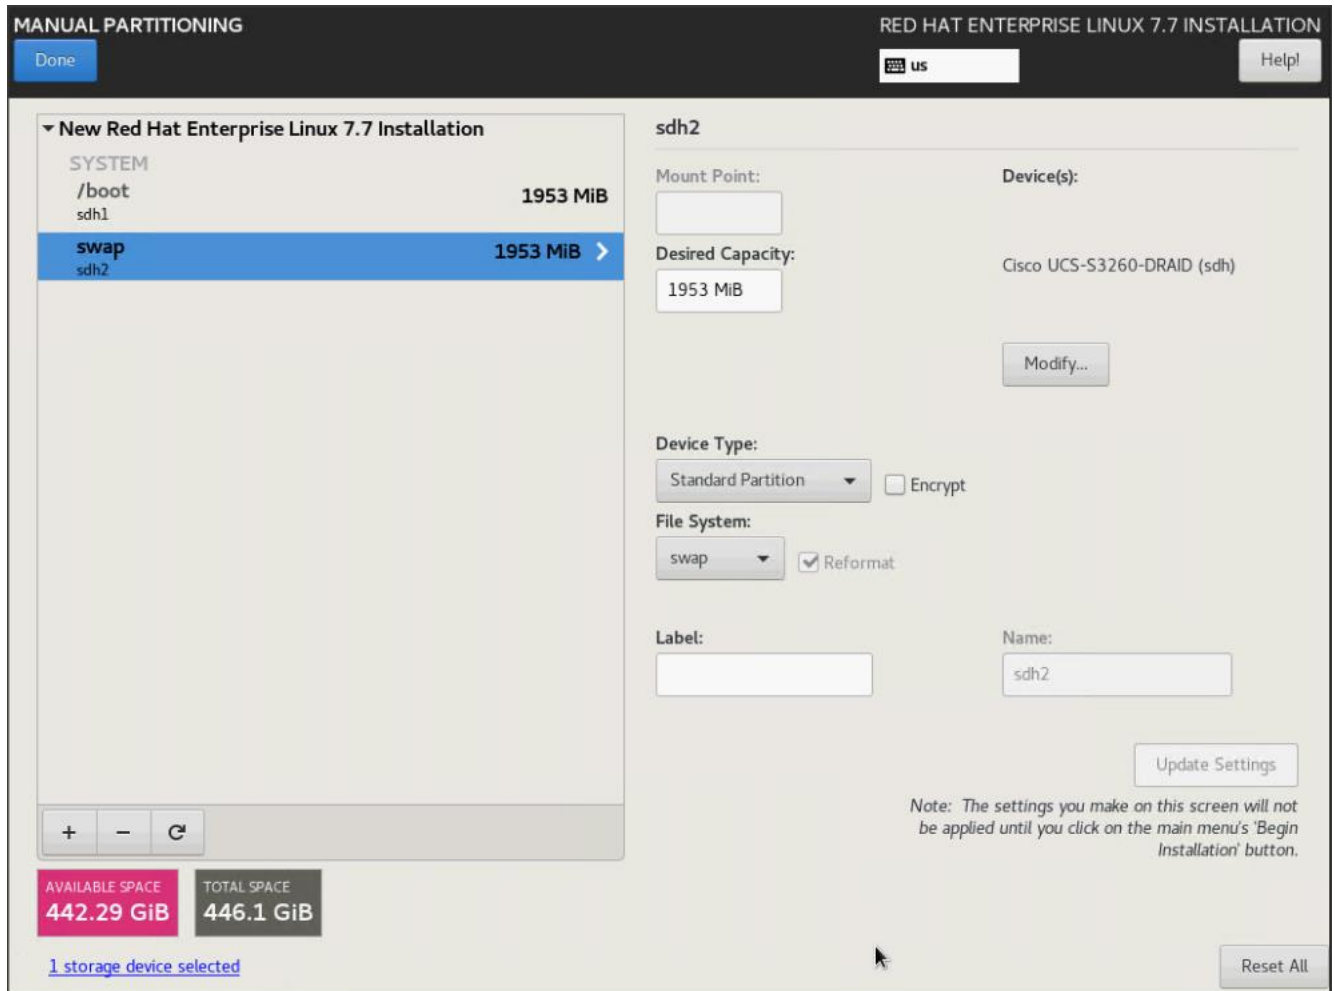 MANUAL PARTITIONING
RED HAT ENTERPRISE LINUX 7.7 INSTALLATION
Done
us
Help!
New Red Hat Enterprise Linux 7.7 Installation
SYSTEM
/boot
1953 MiB
sdh1
swap
1953 MiB
sdh2
sdh2
Mount Point:
Device(s):
Desired Capacity:
1953 MiB
Cisco UCS-S3260-DRAID (sdh)
Modify...
Device Type:
Standard Partition
Encrypt
File System:
swap
Reformat
Label:
Name:
sdh2
Update Settings
Note: The settings you make on this screen will not
be applied until you click on the main menu's 'Begin
Installation' button.
+ −
AVAILABLE SPACE
442.29 GiB
TOTAL SPACE
446.1 GiB
1 storage device selected
Reset All